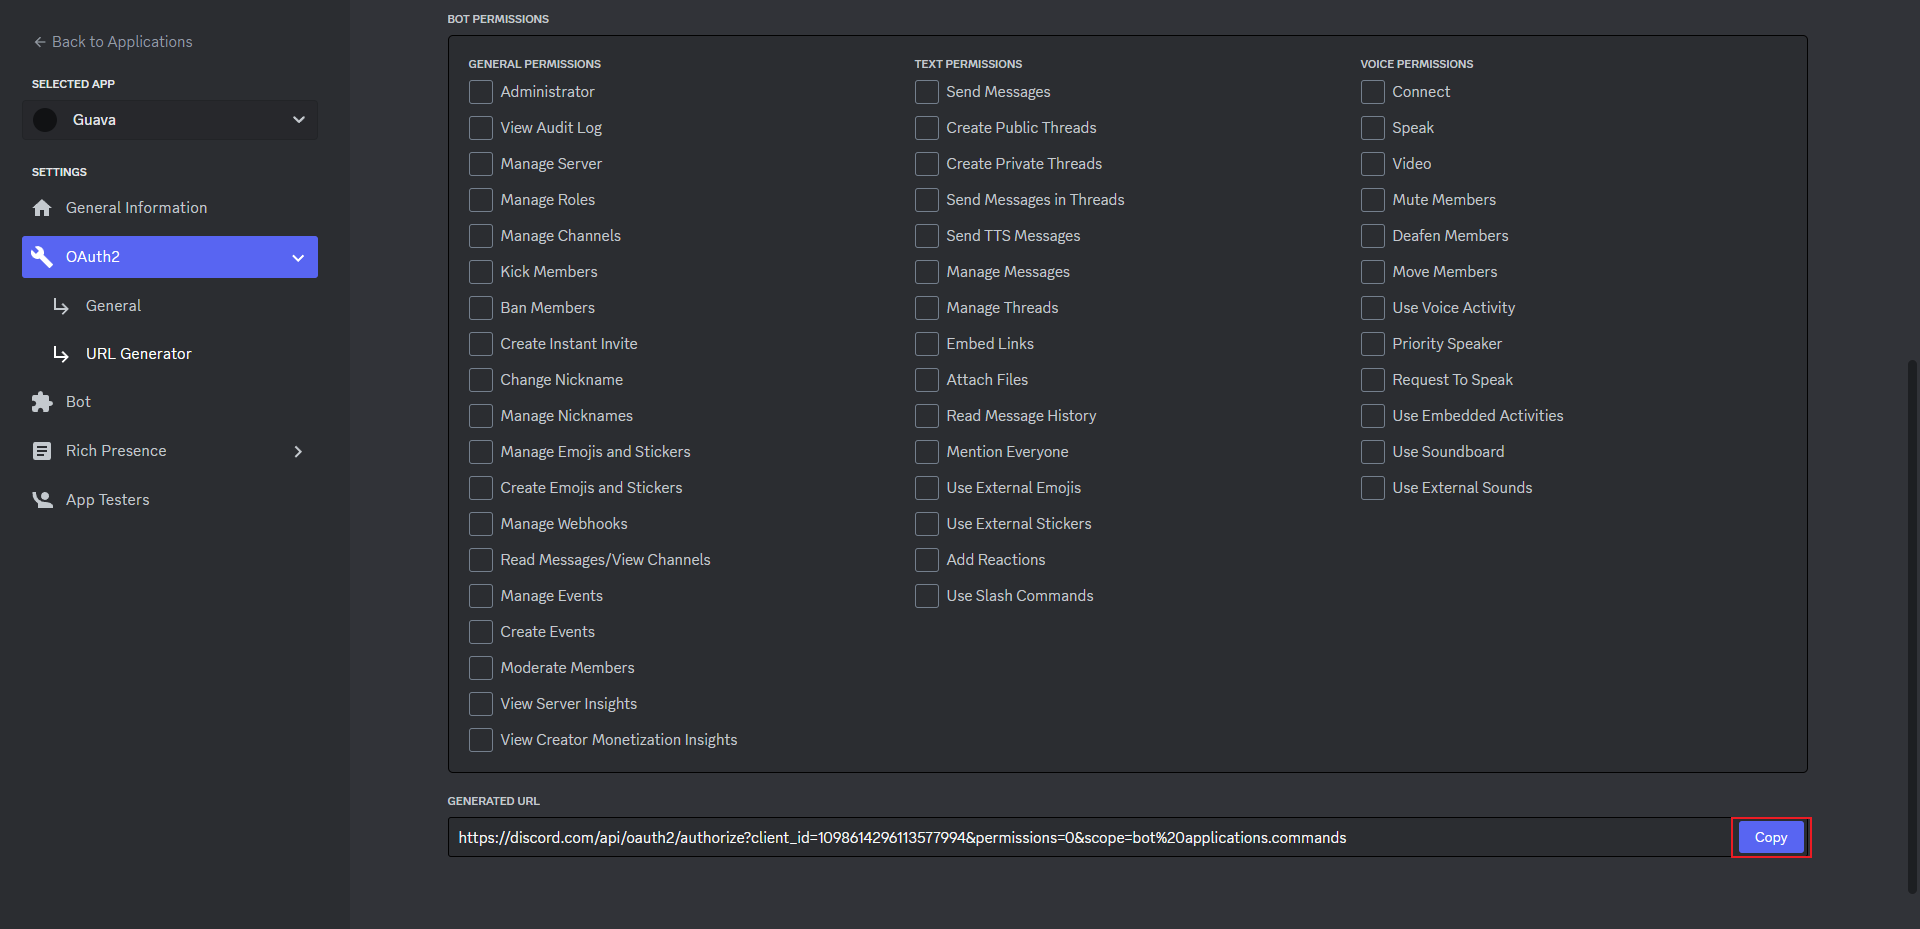 Back to Applications
SELECTED APP
Guava
SETTINGS
General Information
OAuth2
General
URL Generator
Bot
Rich Presence
App Testers
BOT PERMISSIONS
GENERAL PERMISSIONS
Administrator
View Audit Log
Manage Server
Manage Roles
Manage Channels
Kick Members
Ban Members
Create Instant Invite
Change Nickname
Manage Nicknames
Manage Emojis and Stickers
Create Emojis and Stickers
Manage Webhooks
Read Messages/View Channels
Manage Events
Create Events
Moderate Members
View Server Insights
View Creator Monetization Insights
TEXT PERMISSIONS
Send Messages
Create Public Threads
Create Private Threads
Send Messages in Threads
Send TTS Messages
Manage Messages
Manage Threads
Embed Links
Attach Files
Read Message History
Mention Everyone
Use External Emojis
Use External Stickers
Add Reactions
Use Slash Commands
VOICE PERMISSIONS
Connect
Speak
Video
Mute Members
Deafen Members
Move Members
Use Voice Activity
Priority Speaker
Request To Speak
Use Embedded Activities
Use Soundboard
Use External Sounds
GENERATED URL
https://discord.com/api/oauth2/authorize?client_id=1098614296113577994&permissions=0&scope=bot%20applications.commands
Copy